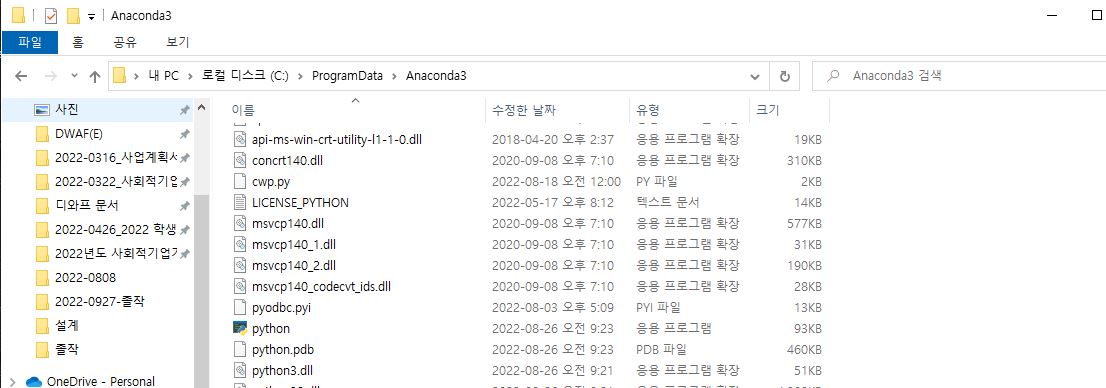 Anaconda3
파일 홈 공유 보기
내 PC 로컬 디스크 (C:) ProgramData Anaconda3 Anaconda3 검색
이름 수정한 날짜 유형 크기
사진
DWAF(E)
2022-0316_사업계획서
2022-0322_사회적기업
디와프 문서
2022-0426_2022 학생
2022년도 사회적기업가
2022-0808
2022-0927-졸작
설계
졸작
OneDrive - Personal
api-ms-win-crt-utility-l1-1-0.dll 2018-04-20 오후 2:37 응용 프로그램 확장 19KB
concrt140.dll 2020-09-08 오후 7:10 응용 프로그램 확장 310KB
cwp.py 2022-08-18 오전 12:00 PY 파일 2KB
LICENSE_PYTHON 2022-05-17 오후 8:12 텍스트 문서 14KB
msvcp140.dll 2020-09-08 오후 7:10 응용 프로그램 확장 577KB
msvcp140_1.dll 2020-09-08 오후 7:10 응용 프로그램 확장 31KB
msvcp140_2.dll 2020-09-08 오후 7:10 응용 프로그램 확장 190KB
msvcp140_codecvt_ids.dll 2020-09-08 오후 7:10 응용 프로그램 확장 28KB
pyodbc.pyi 2022-08-03 오후 5:09 PYI 파일 13KB
python 2022-08-26 오전 9:23 응용 프로그램 93KB
python.pdb 2022-08-26 오전 9:23 PDB 파일 460KB
python3.dll 2022-08-26 오전 9:21 응용 프로그램 확장 51KB